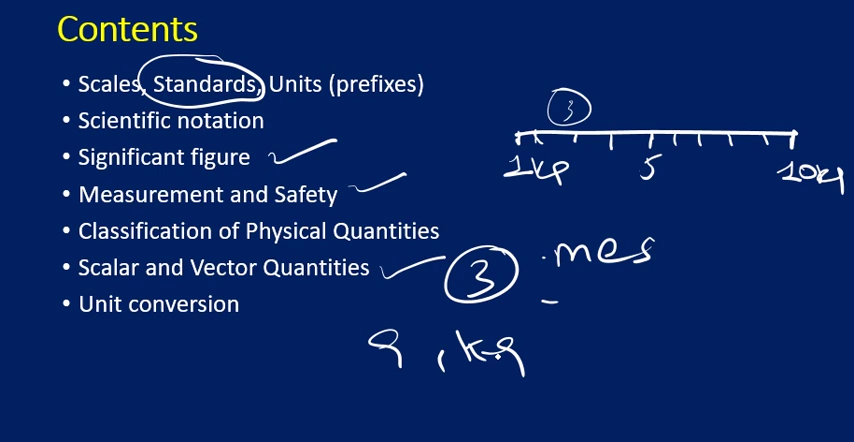 Contents
• Scales, Standards, Units (prefixes)
• Scientific notation
• Significant figure
• Measurement and Safety
• Classification of Physical Quantities
• Scalar and Vector Quantities
• Unit conversion
3
1kg 5 10kg
3 .mes
g, kg